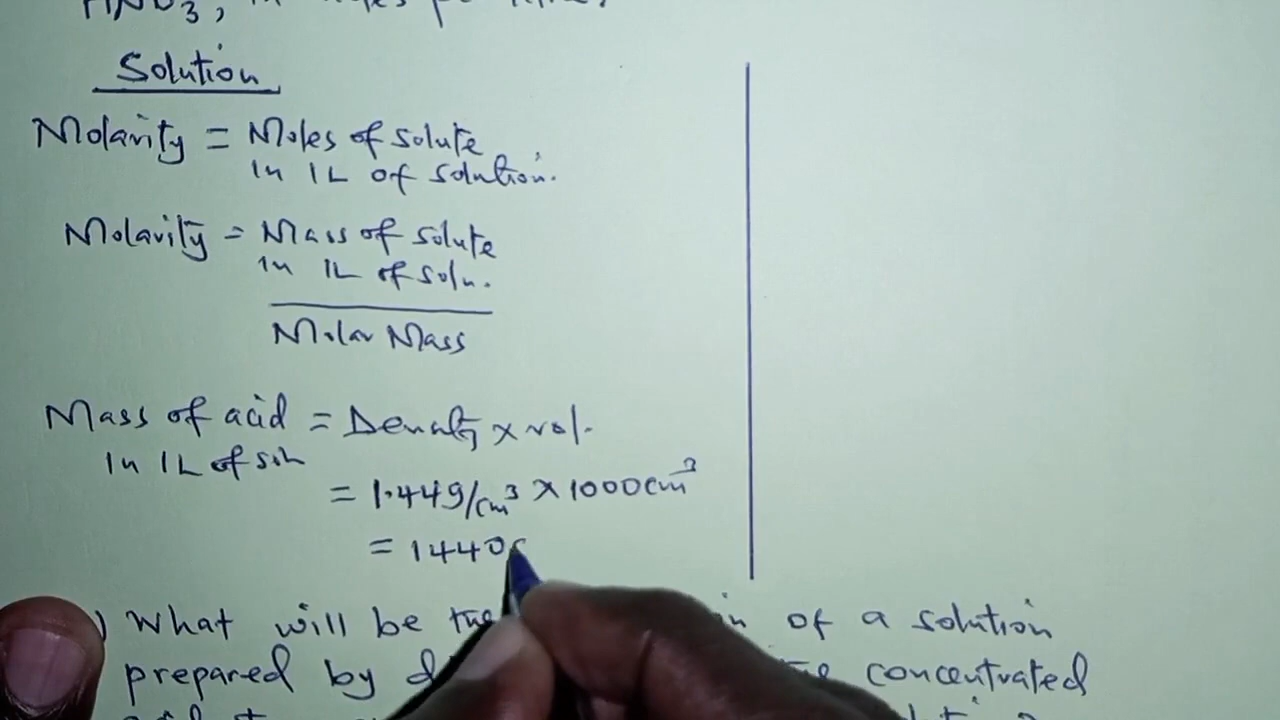 HNO3,
Solution
Molarity = Moles of solute
In 1L of solution.
Molarity = Mass of solute
In 1L of soln.
Molar Mass
Mass of acid = Density x vol.
In 1L of soln
= 1.44g/cm³ x 1000cm³
= 1440
) What will be the of a solution
prepared by concentrated